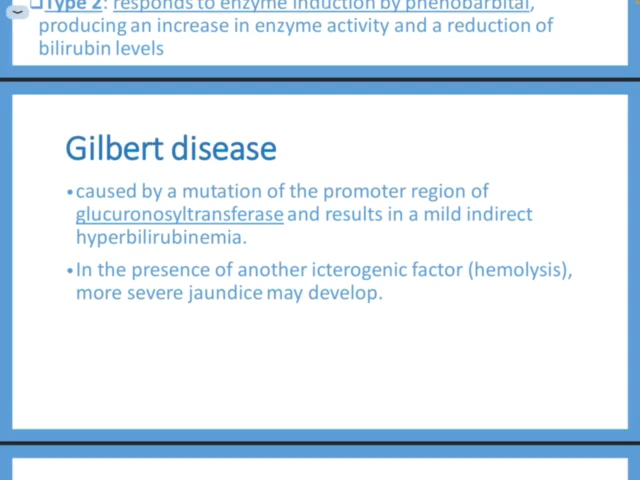 Type 2: responds to enzyme induction by phenobarbital,
producing an increase in enzyme activity and a reduction of
bilirubin levels
Gilbert disease
•caused by a mutation of the promoter region of
glucuronosyltransferase and results in a mild indirect
hyperbilirubinemia.
•In the presence of another icterogenic factor (hemolysis),
more severe jaundice may develop.